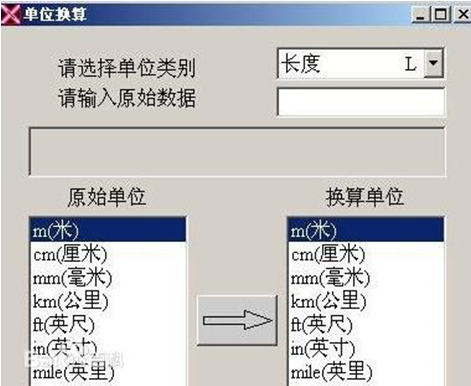 单位换算
请选择单位类别
长度 L
请输入原始数据
原始单位 换算单位
m(米) m(米)
cm(厘米) cm(厘米)
mm(毫米) mm(毫米)
km(公里) km(公里)
ft(英尺) ft(英尺)
in(英寸) in(英寸)
mile(英里) mile(英里)